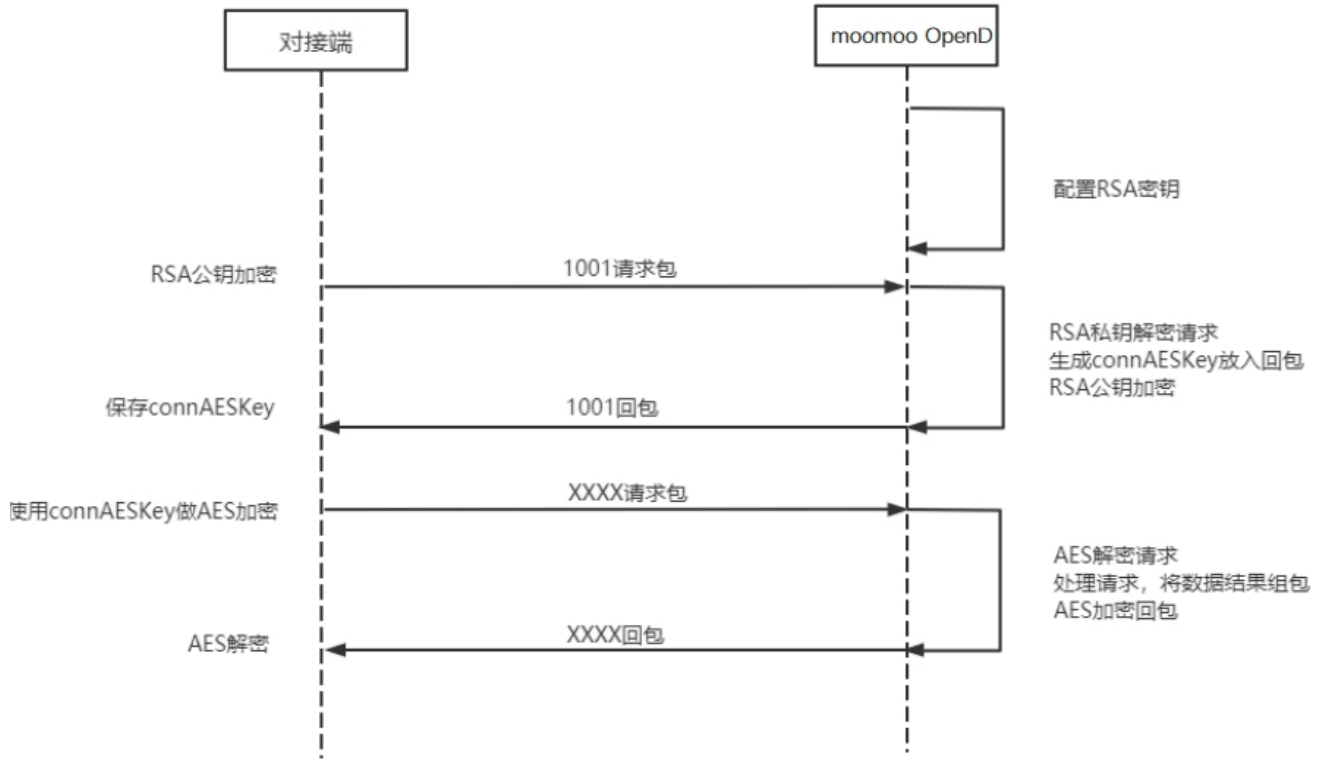 对接端
moomoo OpenD
配置RSA密钥
RSA公钥加密
1001请求包
RSA私钥解密请求
生成connAESKey放入回包
RSA公钥加密
保存connAESKey
1001回包
使用connAESKey做AES加密
XXXX请求包
AES解密请求
处理请求，将数据结果组包
AES加密回包
AES解密
XXXX回包